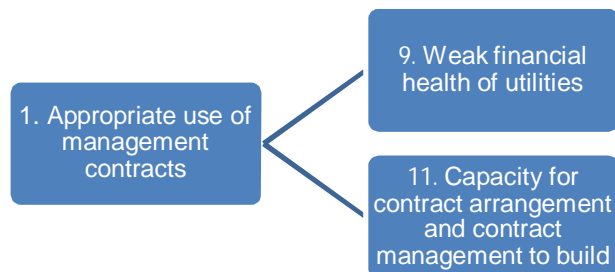 1. Appropriate use of
management
contracts
9. Weak financial
health of utilities
11. Capacity for
contract arrangement
and contract
management to build